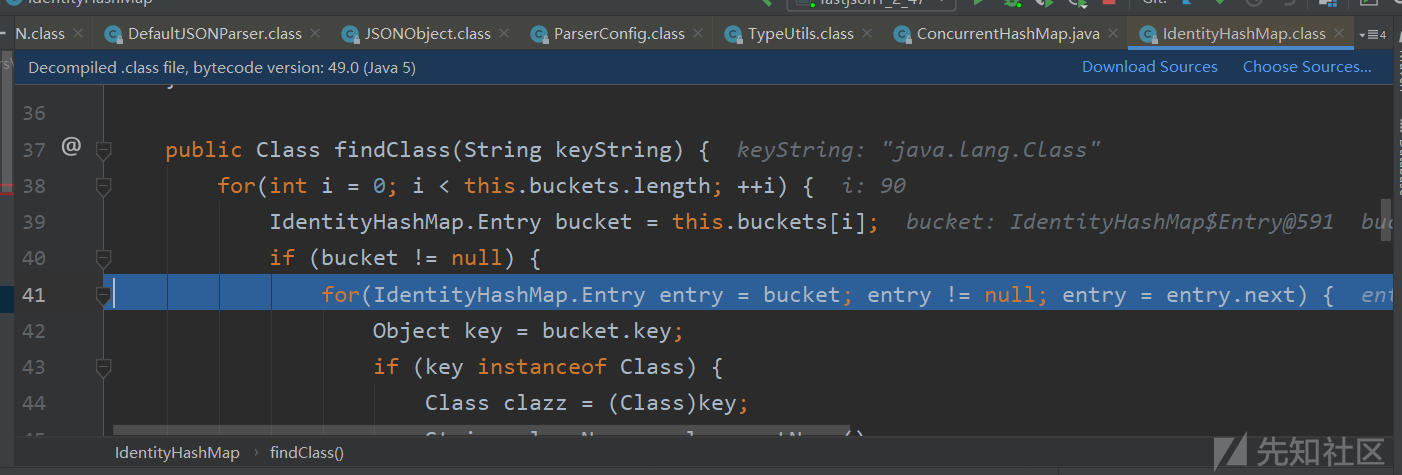 IdentityHashMap
fastjson1_2_47
Git:
N.class DefaultJSONParser.class JSONObject.class ParserConfig.class TypeUtils.class ConcurrentHashMap.java IdentityHashMap.class 4
Decompiled .class file, bytecode version: 49.0 (Java 5) Download Sources Choose Sources...
36
37 @ public Class findClass(String keyString) { keyString: "java.lang.Class"
38 for(int i = 0; i < this.buckets.length; ++i) { i: 90
39 IdentityHashMap.Entry bucket = this.buckets[i]; bucket: IdentityHashMap$Entry@591 buc
40 if (bucket != null) {
41 for(IdentityHashMap.Entry entry = bucket; entry != null; entry = entry.next) { ent
42 Object key = bucket.key;
43 if (key instanceof Class) {
44 Class clazz = (Class)key;
IdentityHashMap › findClass()
先知社区